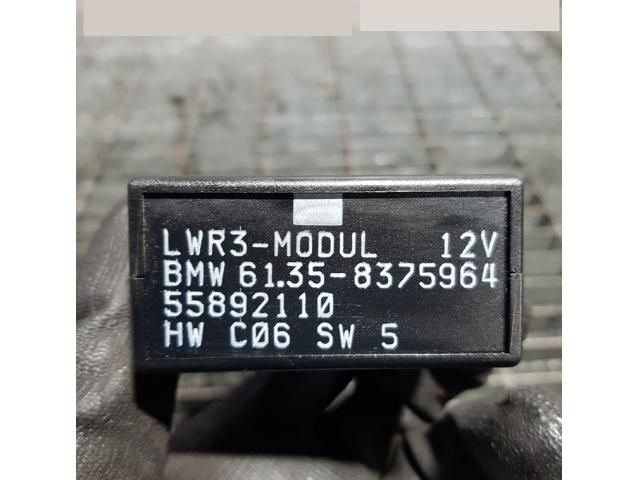 LWR3-MODUL 12V
BMW 61.35-8375964
55892110
HW C06 SW 5